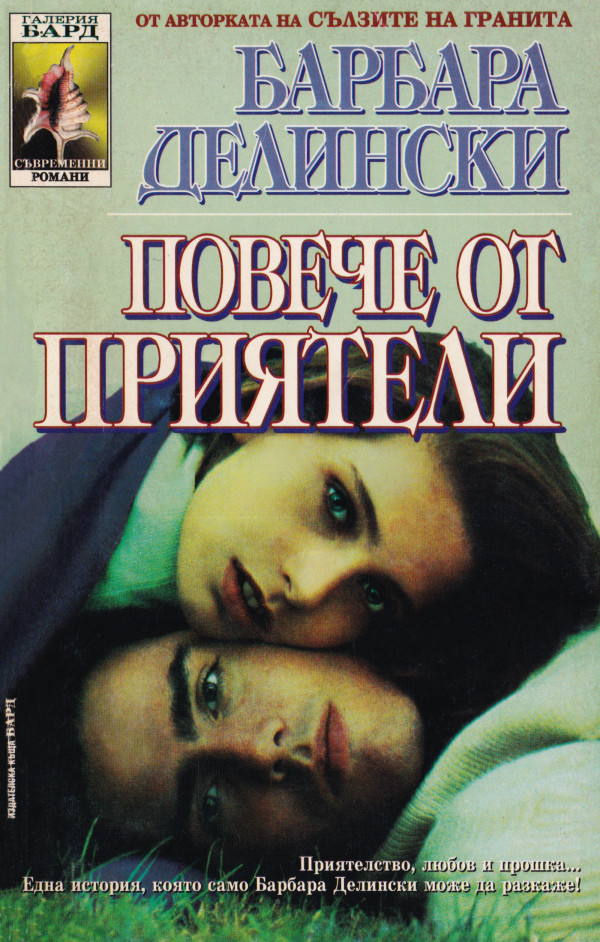 ГАЛЕРИЯ
БАРД
СЪВРЕМЕННИ
РОМАНИ
ОТ АВТОРКАТА НА СЪЛЗИТЕ НА ГРАНИТА
БАРБАРА
ДЕЛИНСКИ
ПОВЕЧЕ ОТ
ПРИЯТЕЛИ
ИЗДАТЕЛСКА КЪЩА БАРД
Приятелство, любов и прошка...
Една история, която само Барбара Делински може да разкаже!